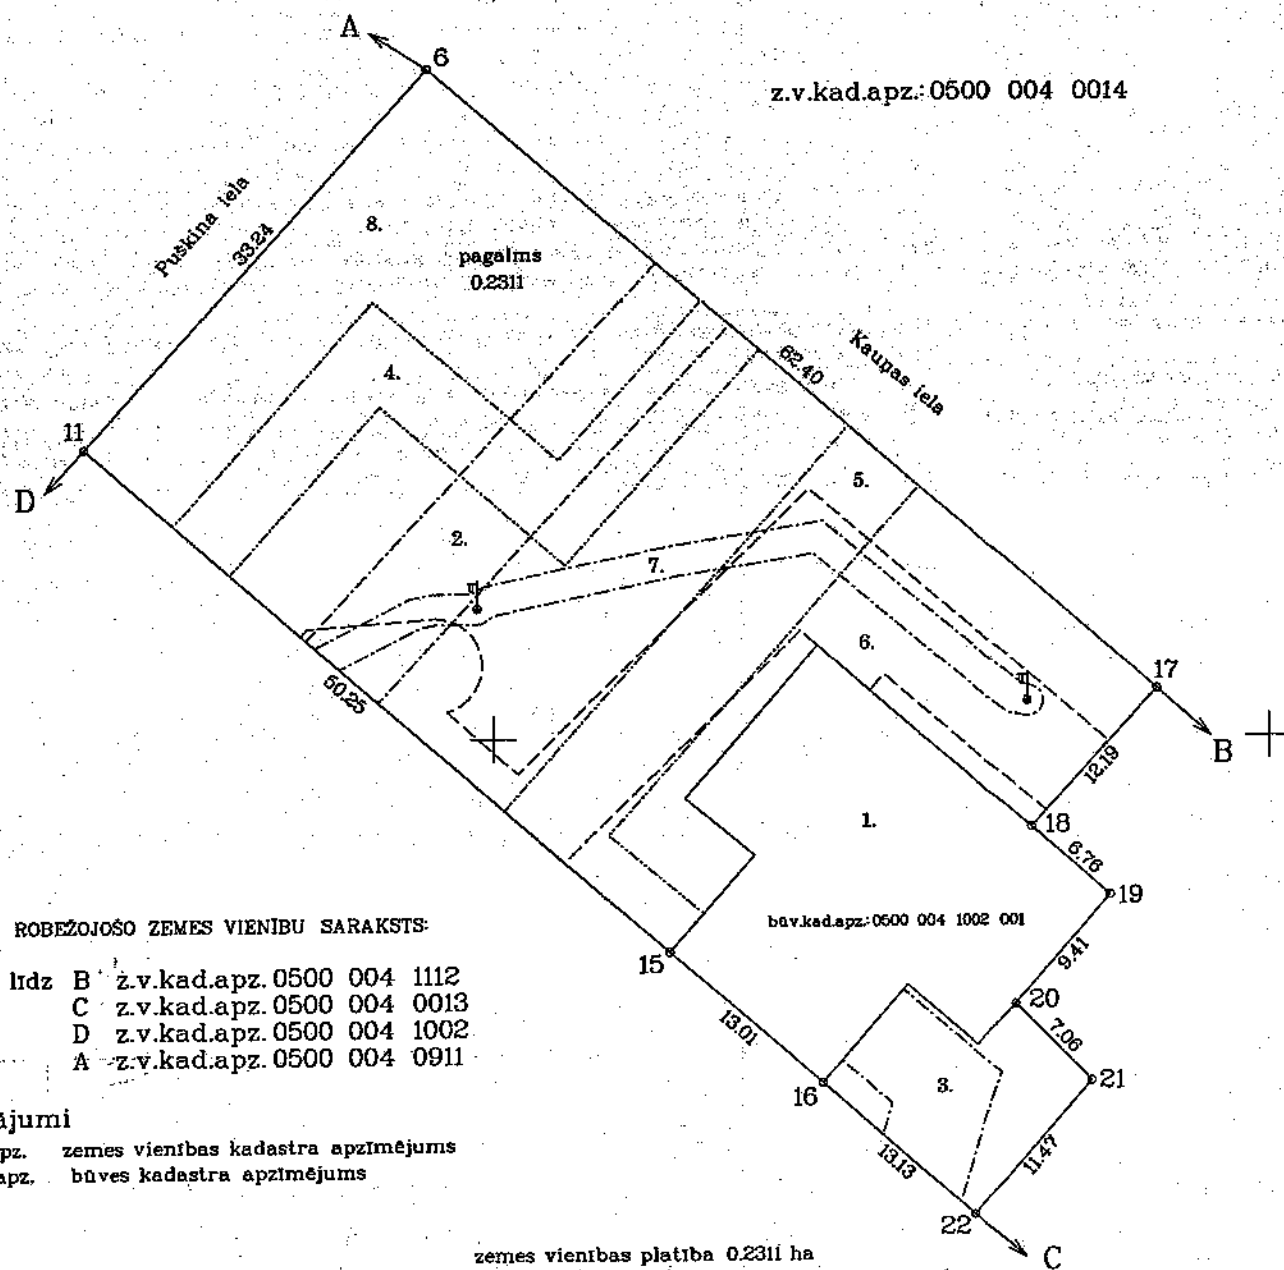 A
6
z.v.kad.apz.: 0500 004 0014
Puškina iela
33.24
8.
pagalms
0.2311
62.40
Kauņas iela
4.
11
D
5.
2.
7.
6.
50.25
17
B
12.19
1.
18
6.76
19
būv.kad.apz.: 0500 004 1002 001
9.41
15
20
7.06
13.01
21
3.
16
11.47
13.13
22
C
ROBEŽOJOŠO ZEMES VIENĪBU SARAKSTS:
līdz B z.v.kad.apz. 0500 004 1112
C z.v.kad.apz. 0500 004 0013
D z.v.kad.apz. 0500 004 1002
A z.v.kad.apz. 0500 004 0911
ājumi
pz. zemes vienības kadastra apzīmējums
apz. būves kadastra apzīmējums
zemes vienības platība 0.2311 ha